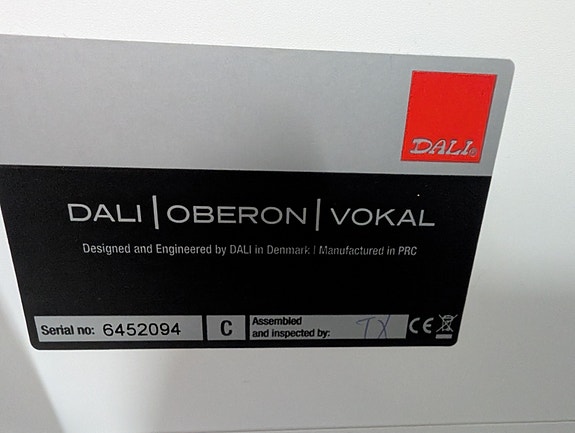 DALI®
DALI | OBERON | VOKAL
Designed and Engineered by DALI in Denmark | Manufactured in PRC
Serial no: 6452094
C
Assembled
and inspected by: TX
CE